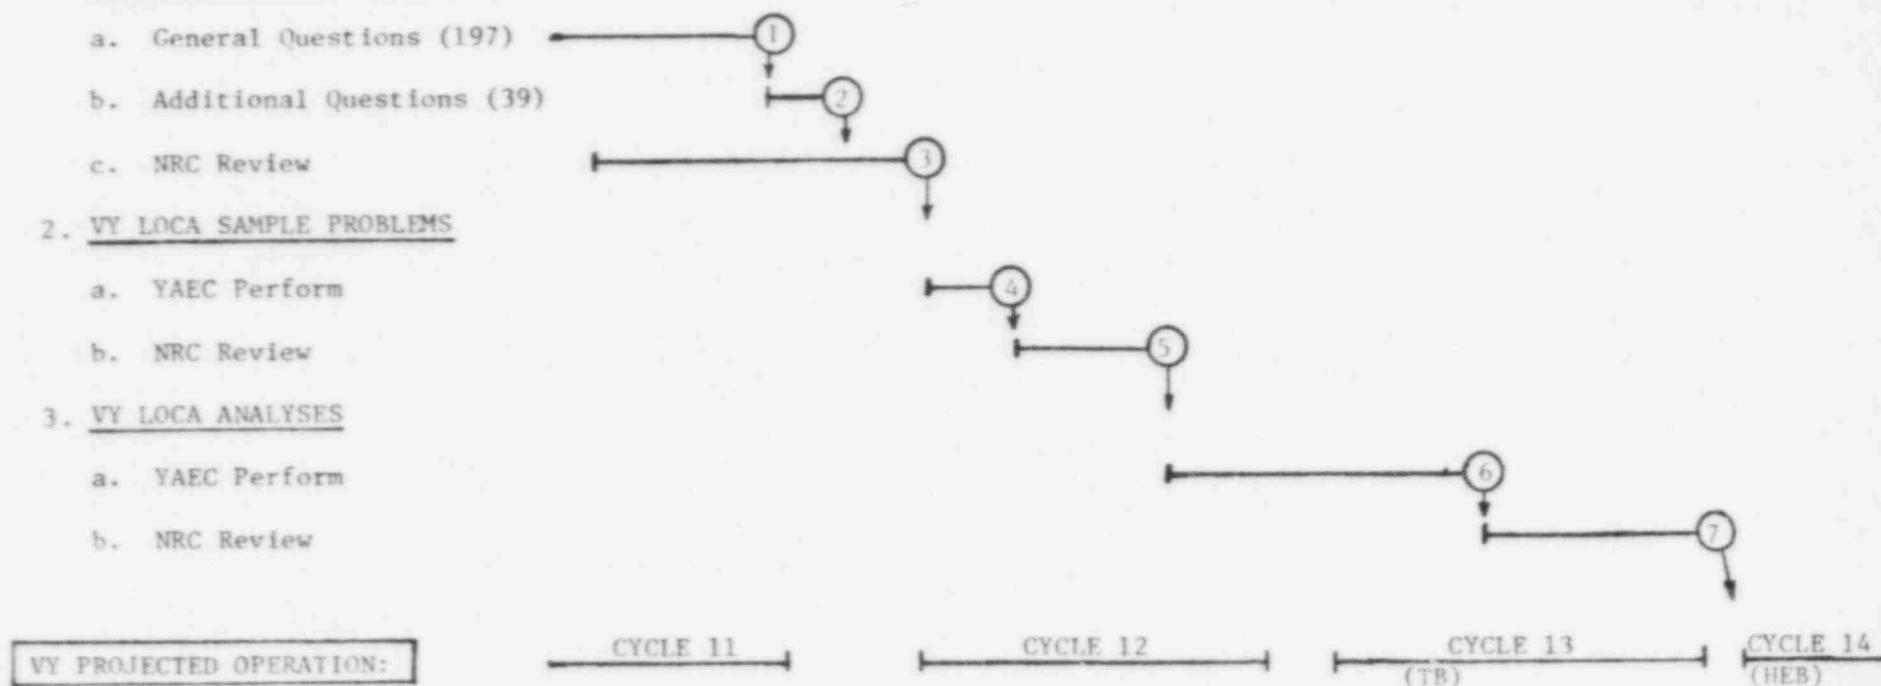 a. General Questions (197) 1
b. Additional Questions (39) 2
c. NRC Review 3
2. VY LOCA SAMPLE PROBLEMS
a. YAEC Perform 4
b. NRC Review 5
3. VY LOCA ANALYSES
a. YAEC Perform 6
b. NRC Review 7
VY PROJECTED OPERATION: CYCLE 11 CYCLE 12 CYCLE 13 CYCLE 14
(TB) (HEB)